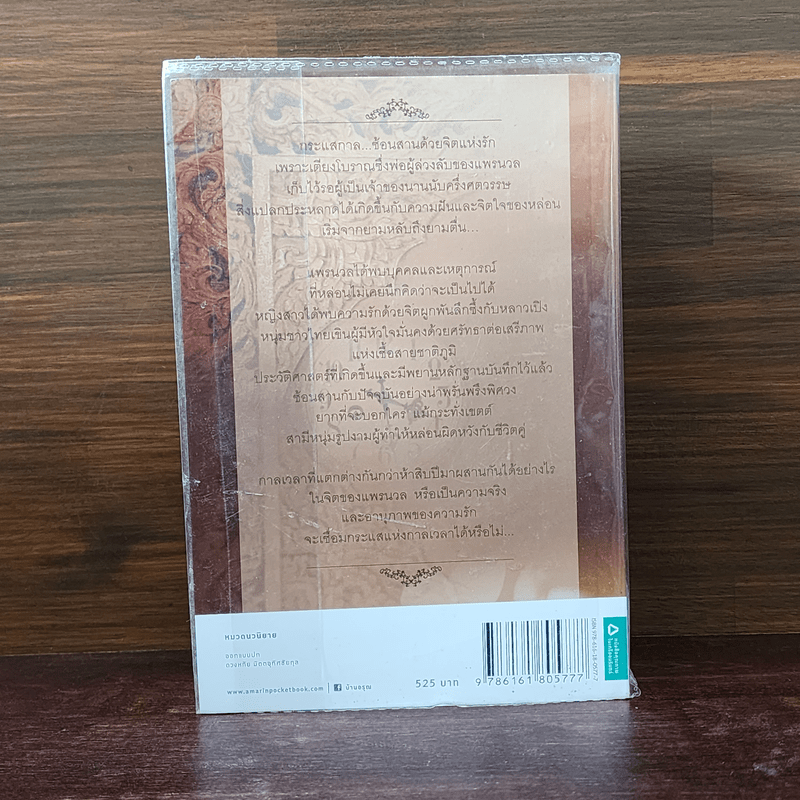 กระแสกาล...ซ้อนสานด้วยจิตแห่งรัก
เพราะเตียงโบราณซึ่งพ่อผู้ล่วงลับของแพรนวล
เก็บไว้รอผู้เป็นเจ้าของนานนับครึ่งศตวรรษ
สิ่งแปลกประหลาดได้เกิดขึ้นกับความฝันและจิตใจของหล่อน
เริ่มจากยามหลับถึงยามตื่น...
แพรนวลได้พบบุคคลและเหตุการณ์
ที่หล่อนไม่เคยนึกคิดว่าจะเป็นไปได้
หญิงสาวได้พบความรักด้วยจิตผูกพันลึกซึ้งกับหลาวเปิง
หนุ่มชาวไทยเขินผู้มีหัวใจมั่นคงด้วยศรัทธาต่อเสรีภาพ
แห่งเชื้อสายชาติภูมิ
ประวัติศาสตร์ที่เกิดขึ้นและมีพยานหลักฐานบันทึกไว้แล้ว
ซ้อนสานกับปัจจุบันอย่างน่าพรั่นพรึงพิศวง
ยากที่จะบอกใคร แม้กระทั่งเขตต์
สามีหนุ่มรูปงามผู้ทำให้หล่อนผิดหวังกับชีวิตคู่
กาลเวลาที่แตกต่างกันกว่าห้าสิบปีมาผสานกันได้อย่างไร
ในจิตของแพรนวล หรือเป็นความจริง
และอานุภาพของความรัก
จะเชื่อมกระแสแห่งกาลเวลาได้หรือไม่...
หมวดนวนิยาย
ออกแบบปก
www.amarinpocketbook.com
บ้านอรุณ
525 บาท
9 786161 805777
ISBN 978-616-18-0577-7